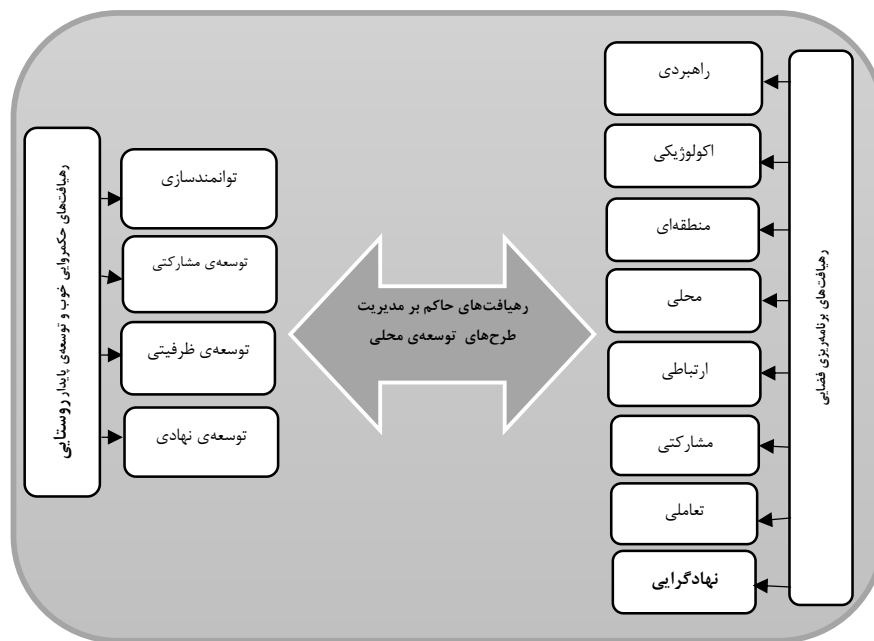 رهیافت‌های برنامه‌ریزی فضایی
راهبردی
اکولوژیکی
منطقه‌ای
محلی
ارتباطی
مشارکتی
تعاملی
نهادگرایی
رهیافت‌های حاکم بر مدیریت
طرح‌های توسعه‌ی محلی
توانمندسازی
توسعه‌ی مشارکتی
توسعه‌ی ظرفیتی
توسعه‌ی نهادی
رهیافت‌های حکمروایی خوب و توسعه‌ی پایدار روستایی